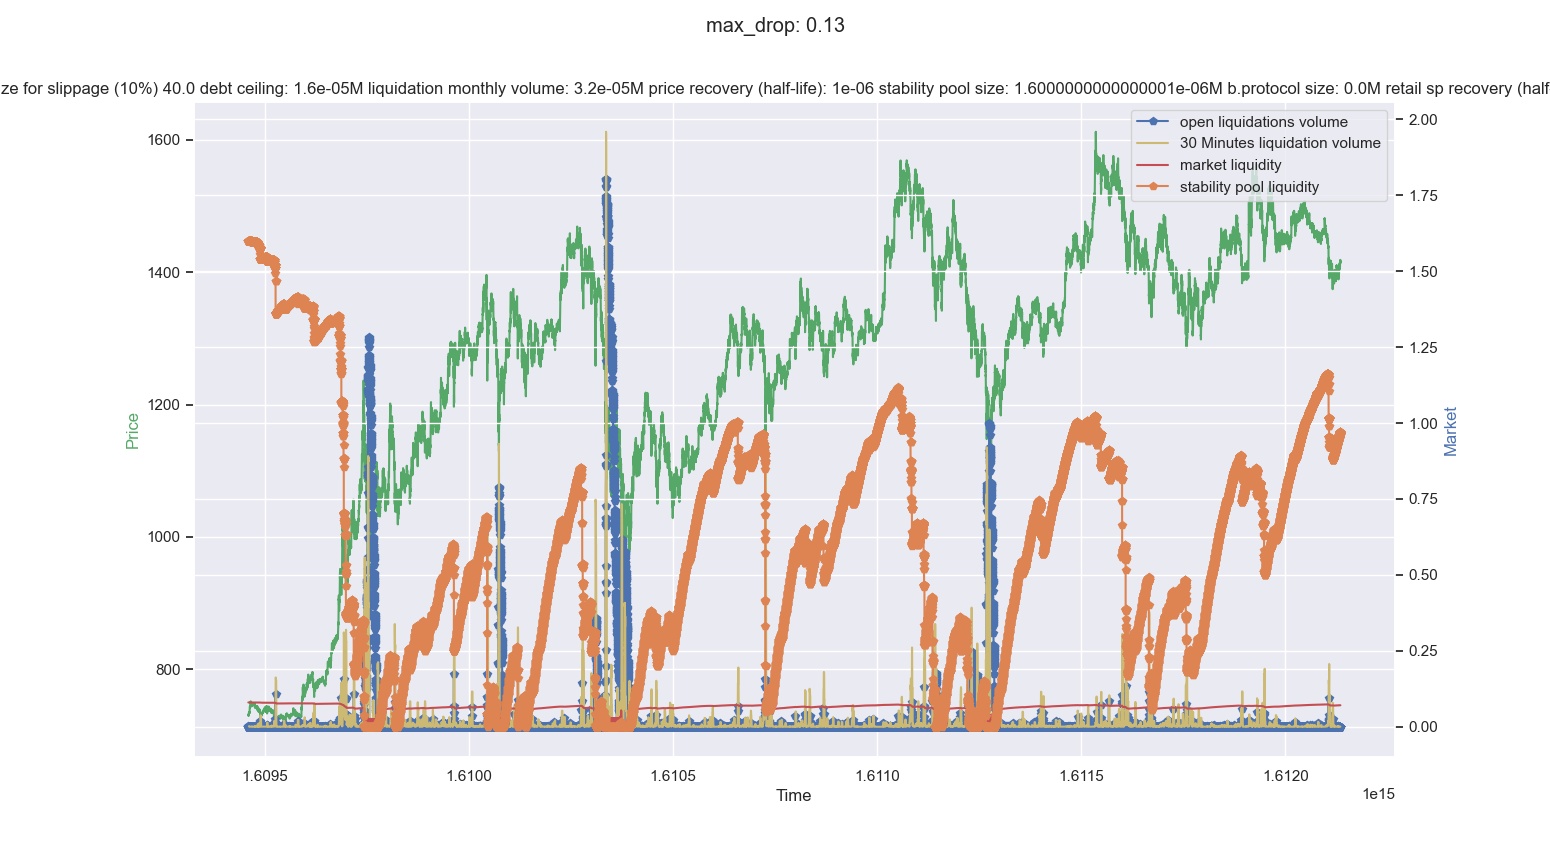 max_drop: 0.13
ze for slippage (10%) 40.0 debt ceiling: 1.6e-05M liquidation monthly volume: 3.2e-05M price recovery (half-life): 1e-06 stability pool size: 1.6000000000000001e-06M b.protocol size: 0.0M retail sp recovery (half
open liquidations volume
30 Minutes liquidation volume
market liquidity
stability pool liquidity
1600
1400
1200
1000
800
Price
2.00
1.75
1.50
1.25
1.00
0.75
0.50
0.25
0.00
Market
1.6095 1.6100 1.6105 1.6110 1.6115 1.6120
1e15
Time